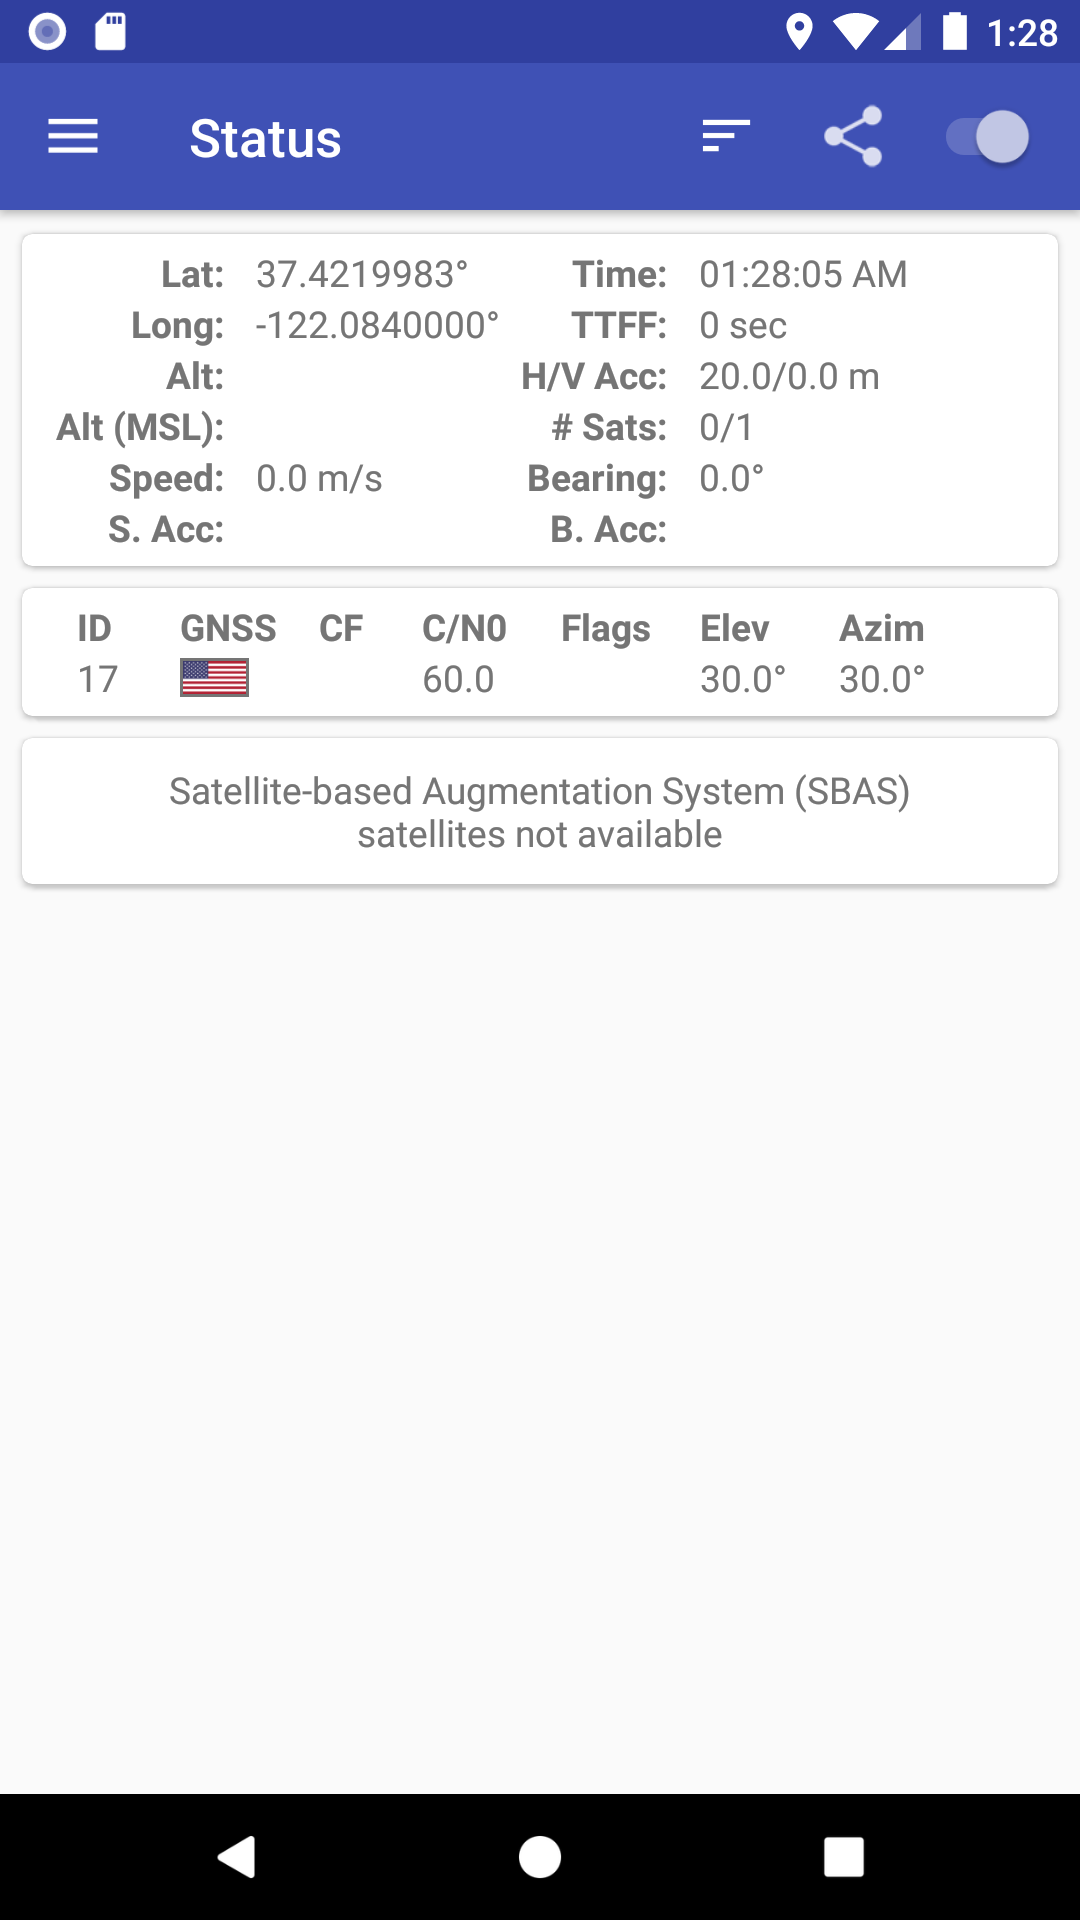 1:28
Status
Lat: 37.4219983° Time: 01:28:05 AM
Long: -122.0840000° TTFF: 0 sec
Alt: H/V Acc: 20.0/0.0 m
Alt (MSL): # Sats: 0/1
Speed: 0.0 m/s Bearing: 0.0°
S. Acc: B. Acc:
ID GNSS CF C/N0 Flags Elev Azim
17 60.0 30.0° 30.0°
Satellite-based Augmentation System (SBAS)
satellites not available